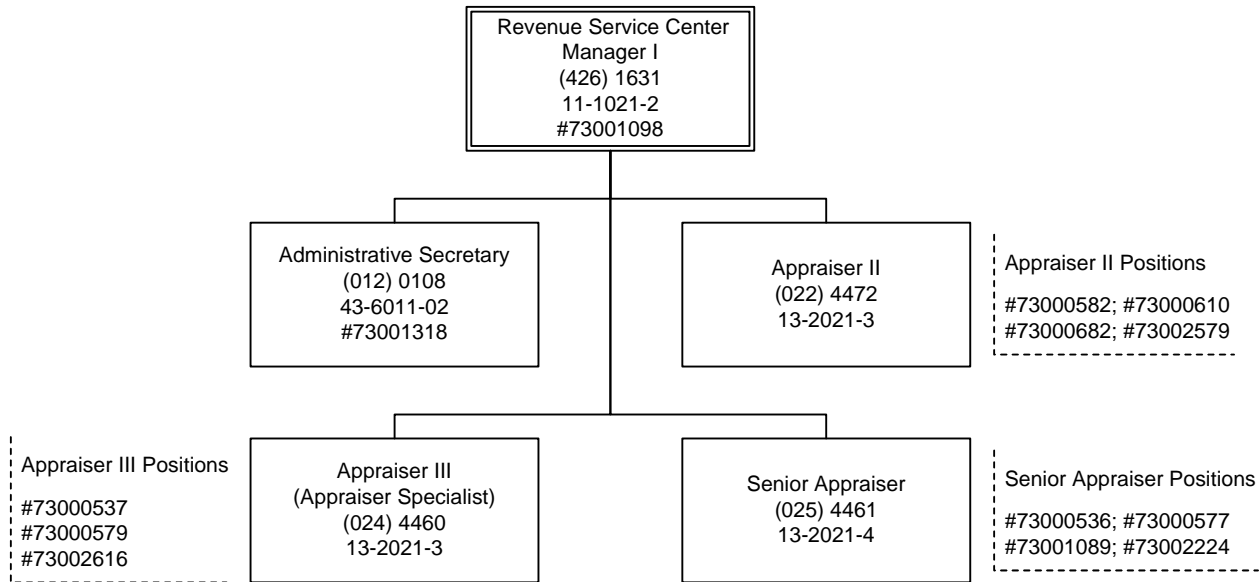 Revenue Service Center
Manager I
(426) 1631
11-1021-2
#73001098
Administrative Secretary
(012) 0108
43-6011-02
#73001318
Appraiser II
(022) 4472
13-2021-3
Appraiser II Positions
#73000582; #73000610
#73000682; #73002579
Appraiser III Positions
#73000537
#73000579
#73002616
Appraiser III
(Appraiser Specialist)
(024) 4460
13-2021-3
Senior Appraiser
(025) 4461
13-2021-4
Senior Appraiser Positions
#73000536; #73000577
#73001089; #73002224